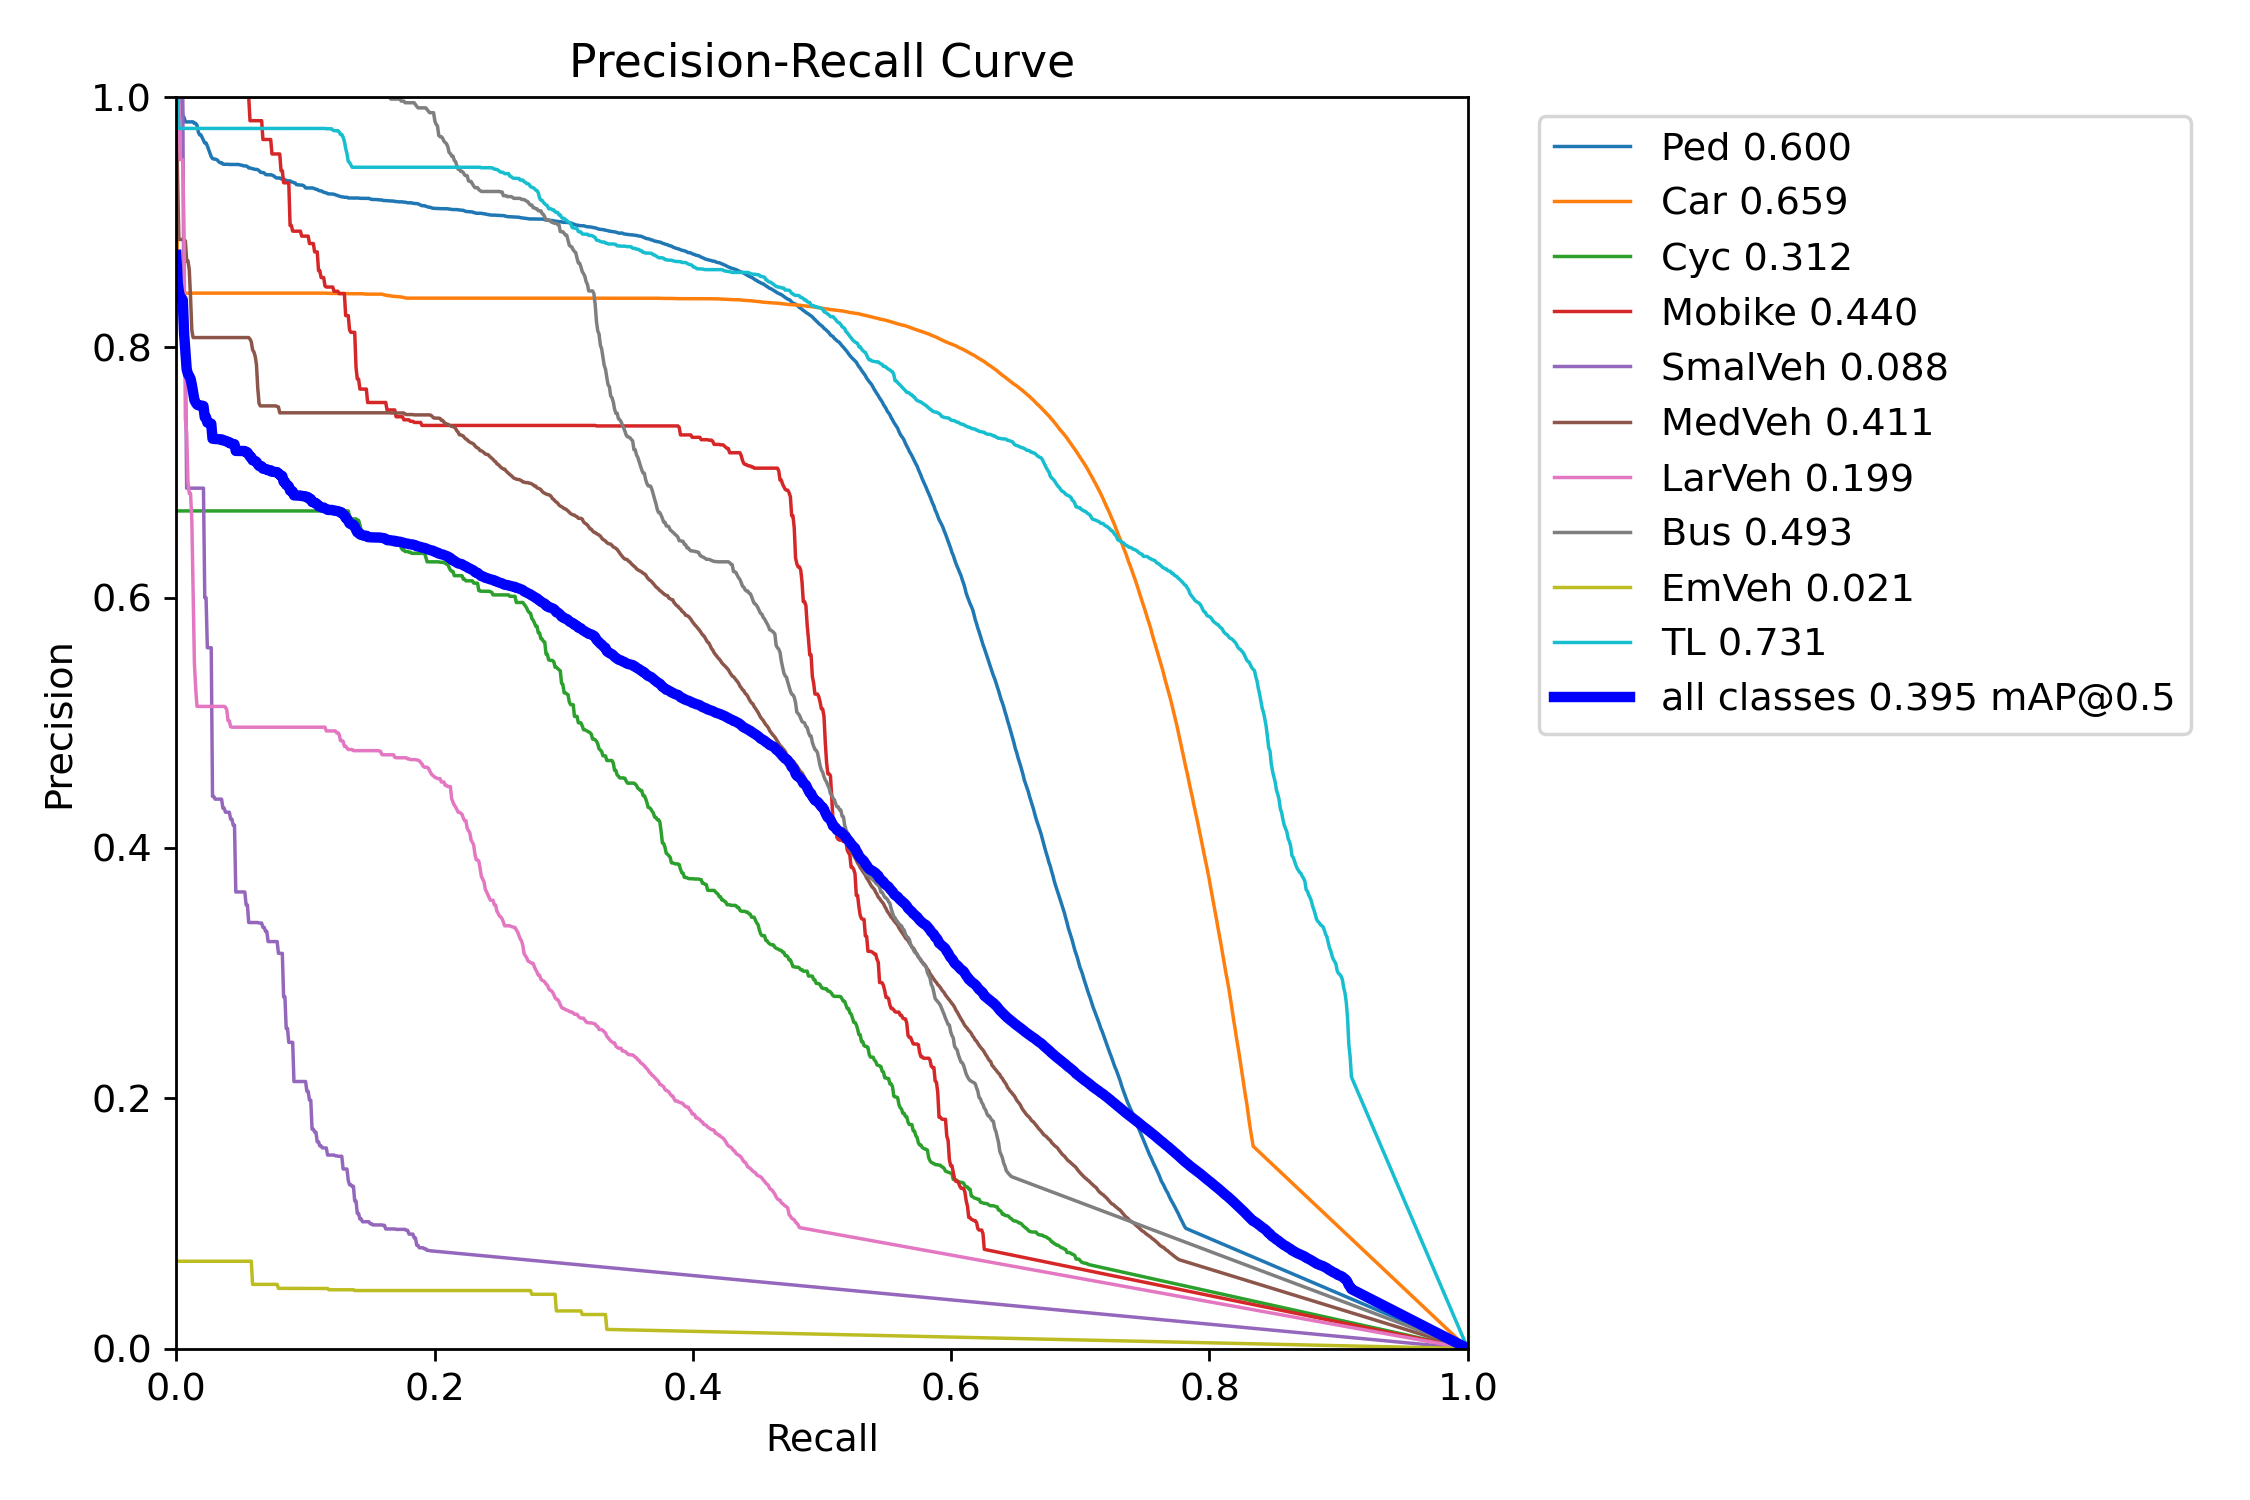 Precision-Recall Curve
1.0
0.8
0.6
0.4
0.2
0.0
Precision
0.0 0.2 0.4 0.6 0.8 1.0
Recall
Ped 0.600
Car 0.659
Cyc 0.312
Mobike 0.440
SmalVeh 0.088
MedVeh 0.411
LarVeh 0.199
Bus 0.493
EmVeh 0.021
TL 0.731
all classes 0.395 mAP@0.5